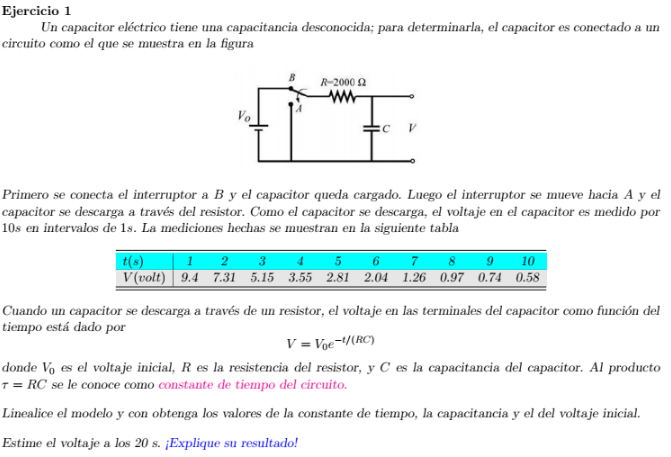 Ejercicio 1
Un capacitor eléctrico tiene una capacitancia desconocida; para determinarla, el capacitor es conectado a un
circuito como el que se muestra en la figura
B
R=2000 Ω
A
V₀
C
V
Primero se conecta el interruptor a B y el capacitor queda cargado. Luego el interruptor se mueve hacia A y el
capacitor se descarga a través del resistor. Como el capacitor se descarga, el voltaje en el capacitor es medido por
10s en intervalos de 1s. La mediciones hechas se muestran en la siguiente tabla
t(s) 1 2 3 4 5 6 7 8 9 10
V(volt) 9.4 7.31 5.15 3.55 2.81 2.04 1.26 0.97 0.74 0.58
Cuando un capacitor se descarga a través de un resistor, el voltaje en las terminales del capacitor como función del
tiempo está dado por
V = V₀e^{−t/(RC)}
donde V₀ es el voltaje inicial, R es la resistencia del resistor, y C es la capacitancia del capacitor. Al producto
τ = RC se le conoce como constante de tiempo del circuito.
Linealice el modelo y con obtenga los valores de la constante de tiempo, la capacitancia y el del voltaje inicial.
Estime el voltaje a los 20 s. ¡Explique su resultado!